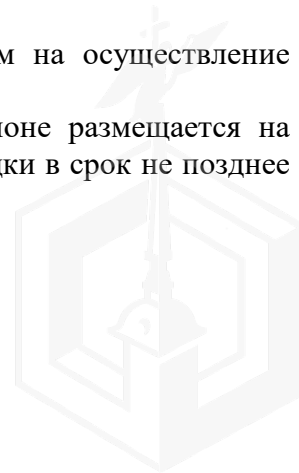 м на осуществление
оне размещается на
дки в срок не позднее